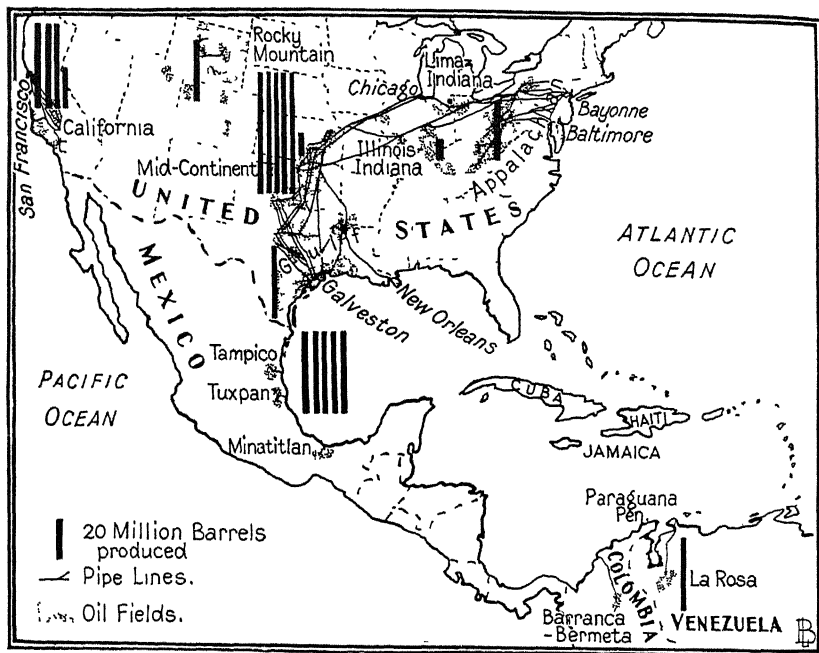 Rocky
Mountain
Lima-
Indiana
Chicago
San Francisco
California
Bayonne
Baltimore
Mid-Continent
Illinois-
Indiana
Appalac
UNITED
STATES
Gulf
MEXICO
ATLANTIC
OCEAN
Galveston
New Orleans
Tampico
Tuxpan
PACIFIC
OCEAN
CUBA
HAITI
JAMAICA
Minatitlan
Paraguana
Pen.
20 Million Barrels
produced
Pipe Lines.
Oil Fields.
COLOMBIA
La Rosa
Barranca
-Bermeta
VENEZUELA